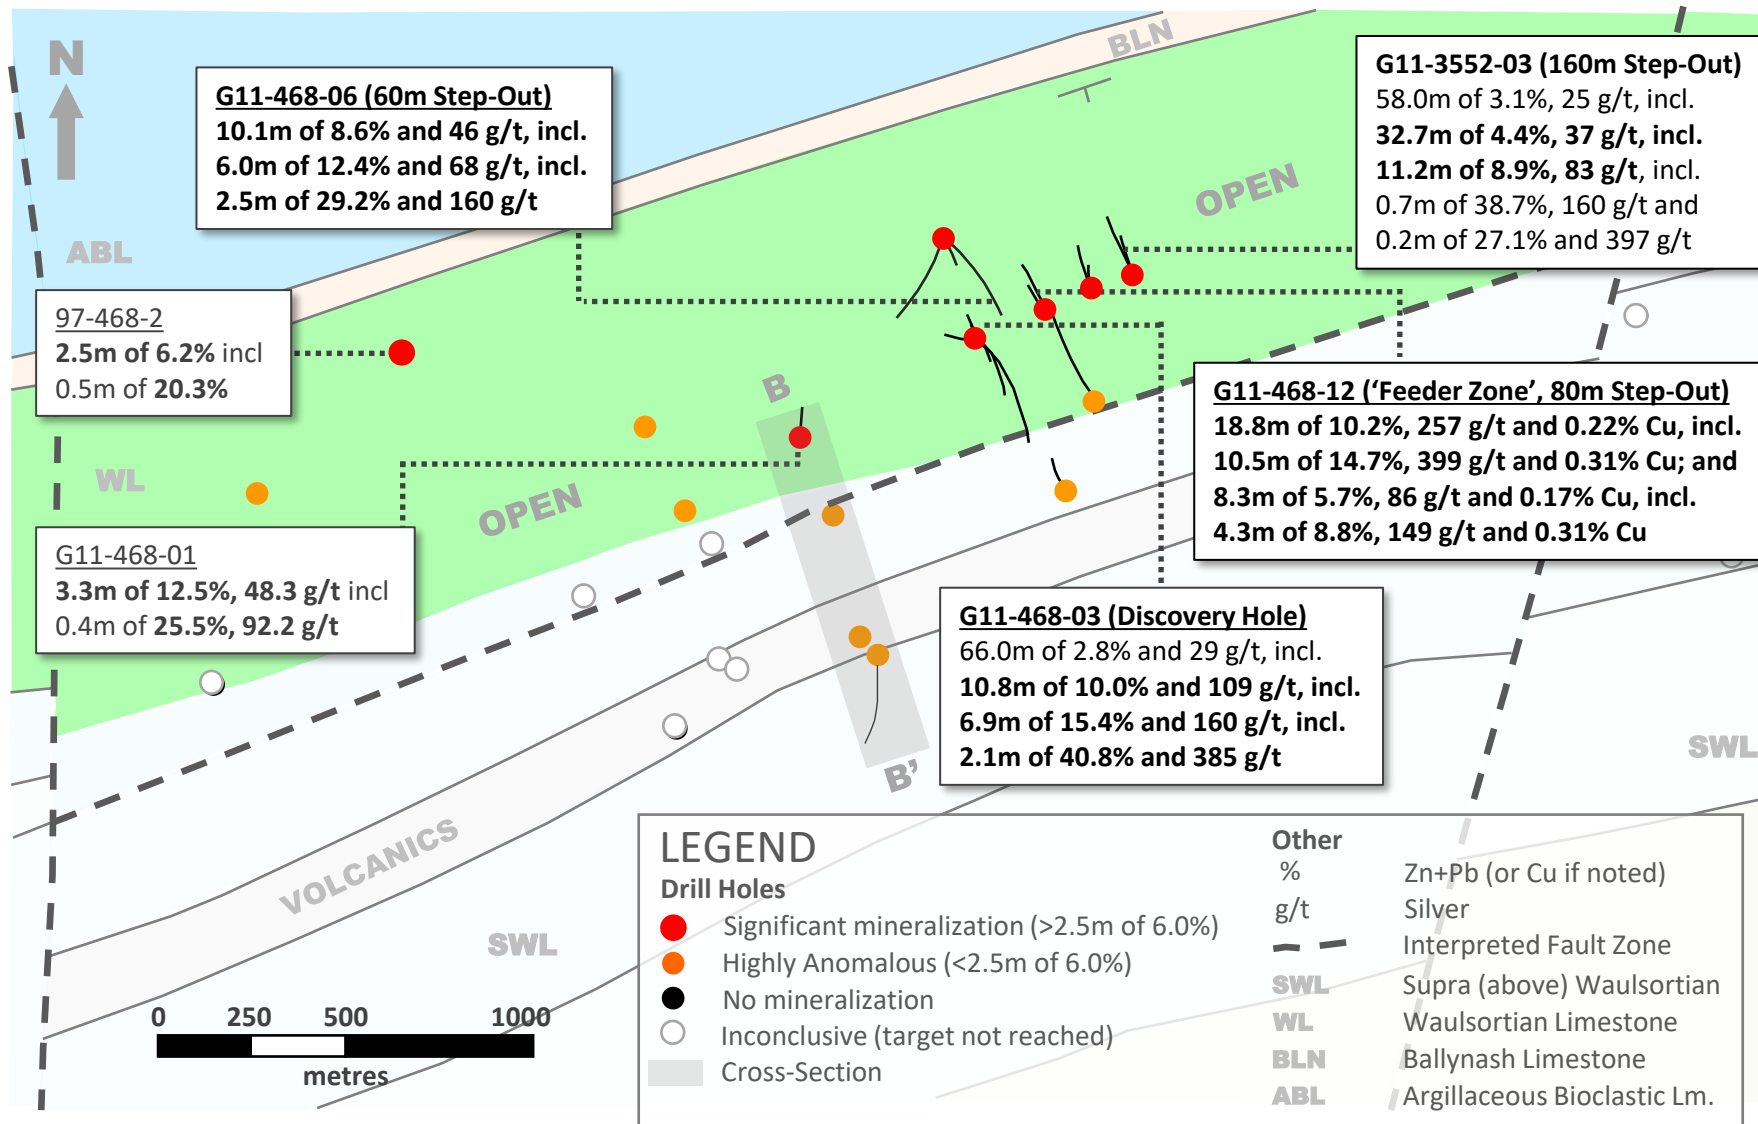 N
BLN
G11-468-06 (60m Step-Out)
10.1m of 8.6% and 46 g/t, incl.
6.0m of 12.4% and 68 g/t, incl.
2.5m of 29.2% and 160 g/t
G11-3552-03 (160m Step-Out)
58.0m of 3.1%, 25 g/t, incl.
32.7m of 4.4%, 37 g/t, incl.
11.2m of 8.9%, 83 g/t, incl.
0.7m of 38.7%, 160 g/t and
0.2m of 27.1% and 397 g/t
OPEN
ABL
97-468-2
2.5m of 6.2% incl
0.5m of 20.3%
B
G11-468-12 (‘Feeder Zone’, 80m Step-Out)
18.8m of 10.2%, 257 g/t and 0.22% Cu, incl.
10.5m of 14.7%, 399 g/t and 0.31% Cu; and
8.3m of 5.7%, 86 g/t and 0.17% Cu, incl.
4.3m of 8.8%, 149 g/t and 0.31% Cu
WL
OPEN
G11-468-01
3.3m of 12.5%, 48.3 g/t incl
0.4m of 25.5%, 92.2 g/t
G11-468-03 (Discovery Hole)
66.0m of 2.8% and 29 g/t, incl.
10.8m of 10.0% and 109 g/t, incl.
6.9m of 15.4% and 160 g/t, incl.
2.1m of 40.8% and 385 g/t
B’
SWL
VOLCANICS
SWL
0 250 500 1000
metres
LEGEND
Drill Holes
Significant mineralization (>2.5m of 6.0%)
Highly Anomalous (<2.5m of 6.0%)
No mineralization
Inconclusive (target not reached)
Cross-Section
Other
% Zn+Pb (or Cu if noted)
g/t Silver
Interpreted Fault Zone
SWL Supra (above) Waulsortian
WL Waulsortian Limestone
BLN Ballynash Limestone
ABL Argillaceous Bioclastic Lm.